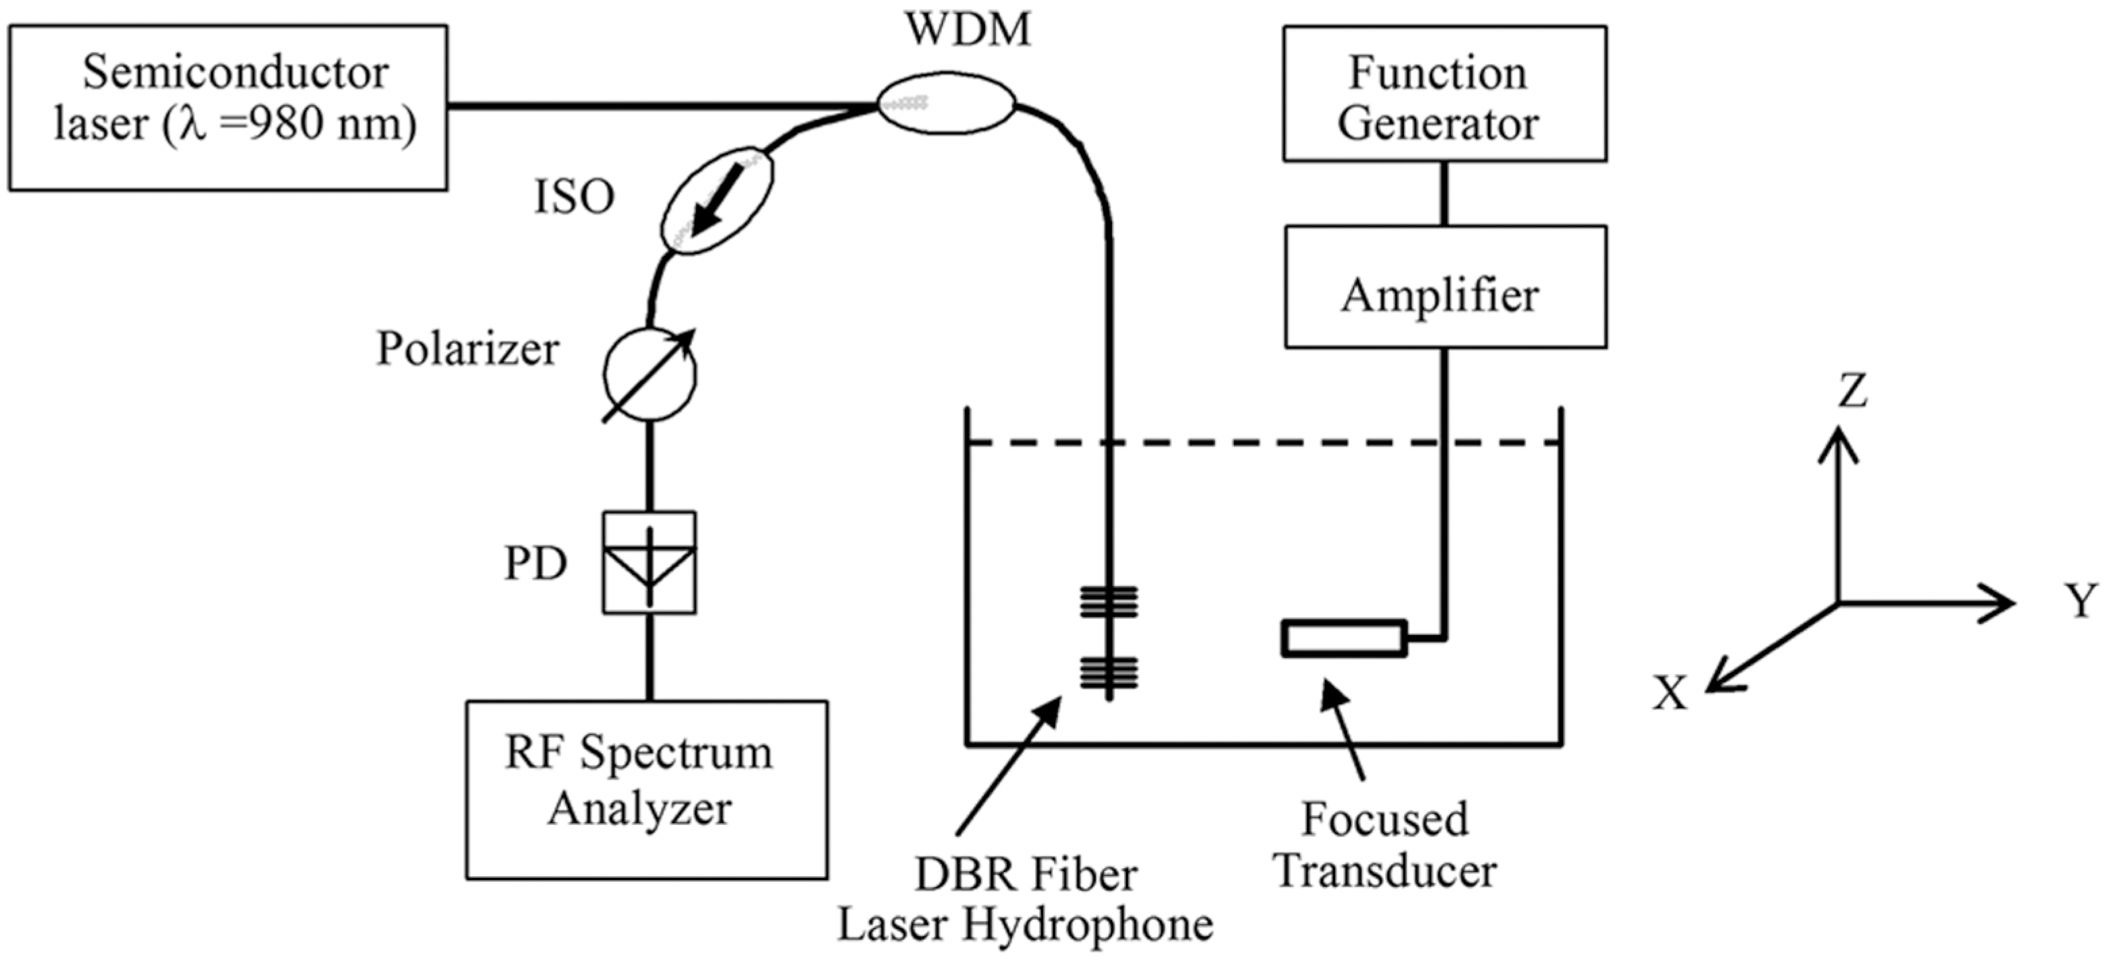 WDM
Semiconductor
laser (λ =980 nm)
Function
Generator
ISO
Amplifier
Polarizer
Z
PD
Y
X
RF Spectrum
Analyzer
Focused
Transducer
DBR Fiber
Laser Hydrophone